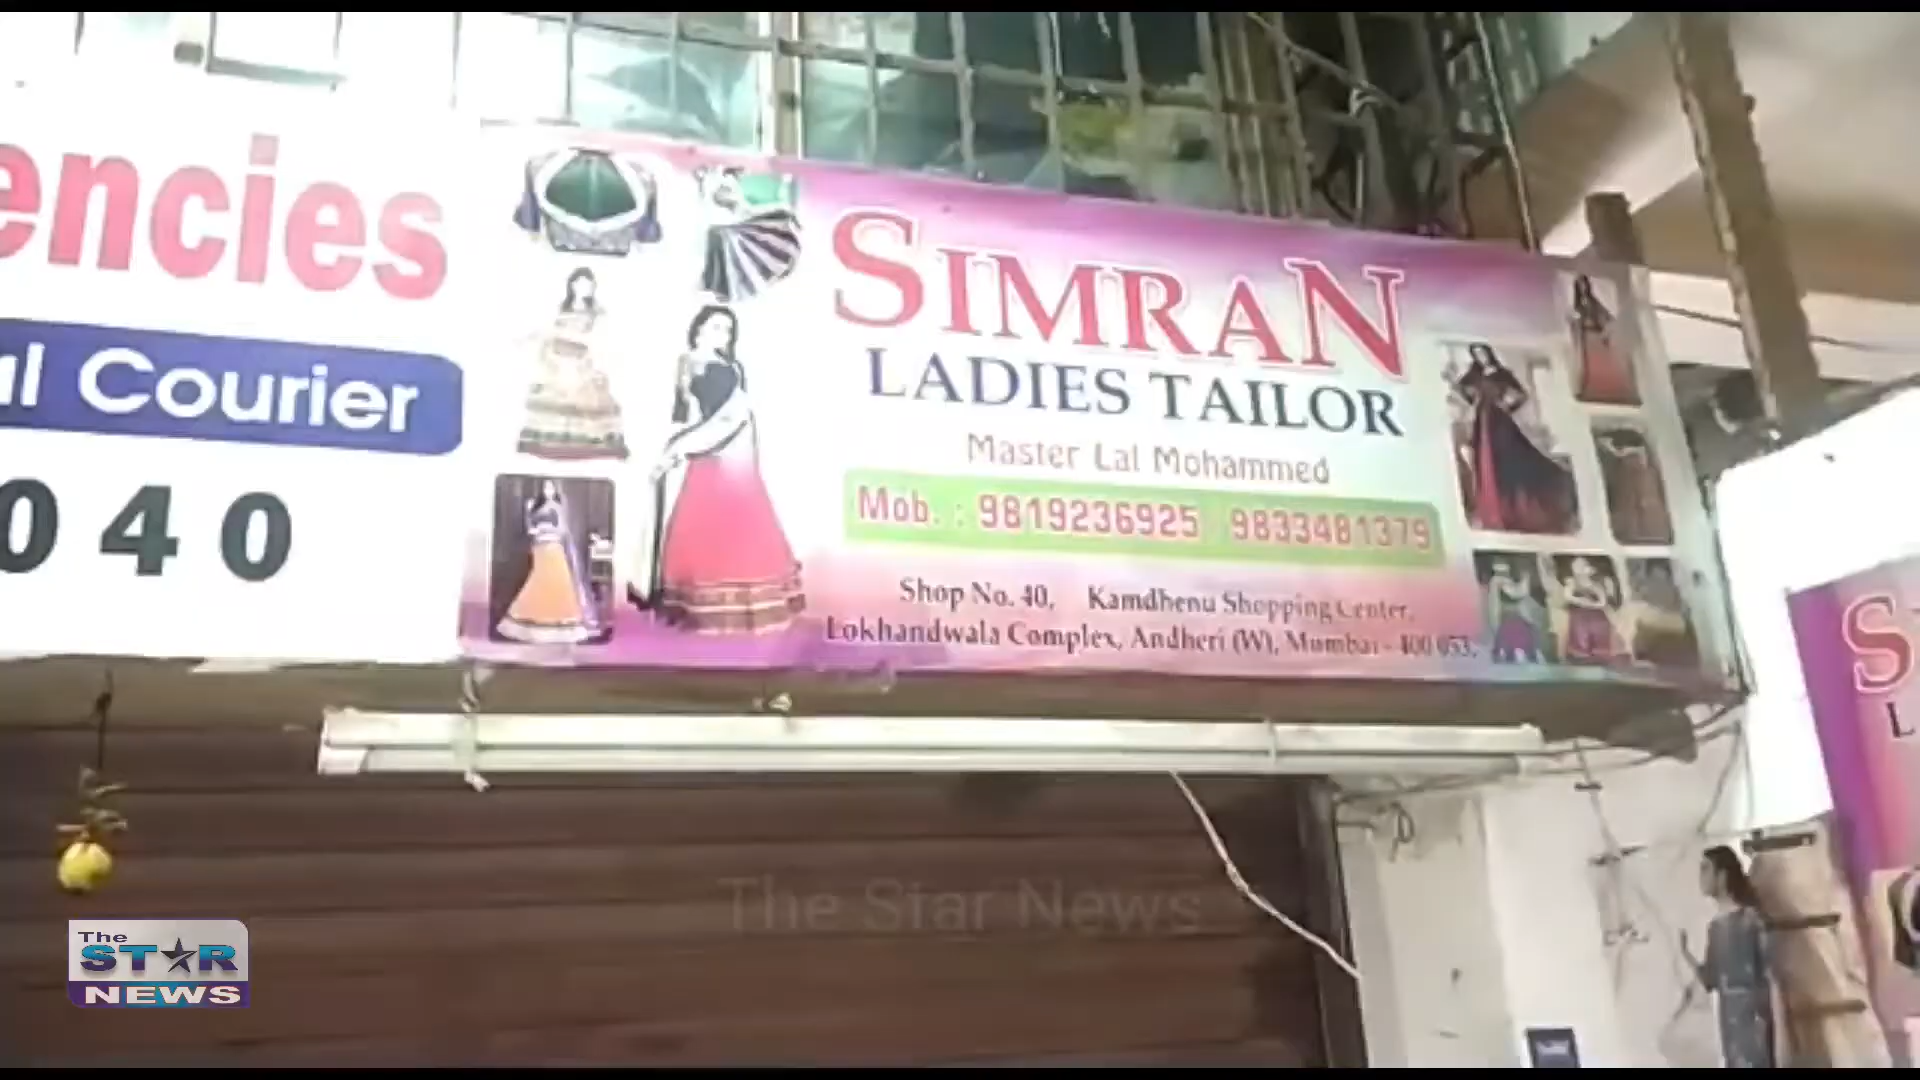 encies
al Courier
040
SIMRAN
LADIES TAILOR
Master Lal Mohammed
Mob. : 9819236925 9833481379
Shop No. 40, Kamdhenu Shopping Center,
Lokhandwala Complex, Andheri (W), Mumbai - 400 053.
S
L
The Star News
The
STAR
NEWS